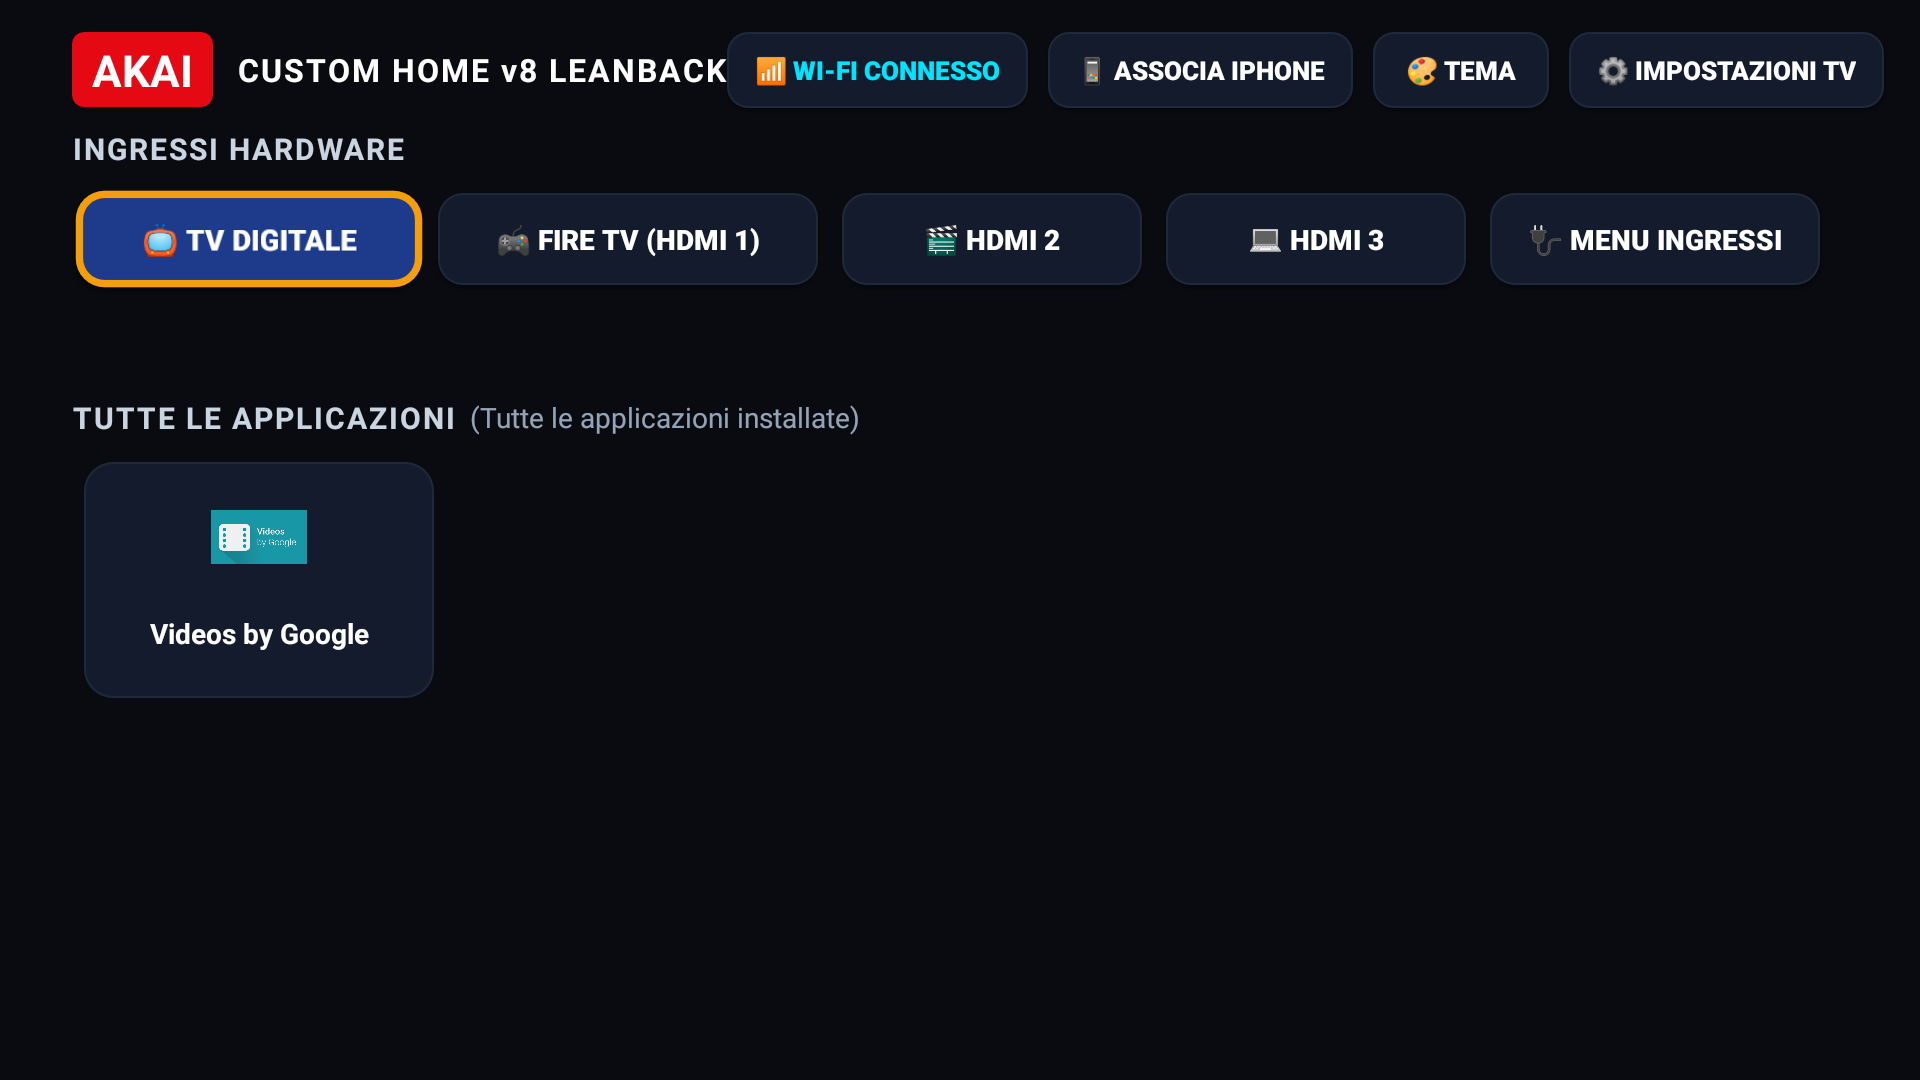 AKAI CUSTOM HOME v8 LEANBACK WI-FI CONNESSO ASSOCIA IPHONE TEMA IMPOSTAZIONI TV
INGRESSI HARDWARE
TV DIGITALE FIRE TV (HDMI 1) HDMI 2 HDMI 3 MENU INGRESSI
TUTTE LE APPLICAZIONI (Tutte le applicazioni installate)
Videos
by Google
Videos by Google